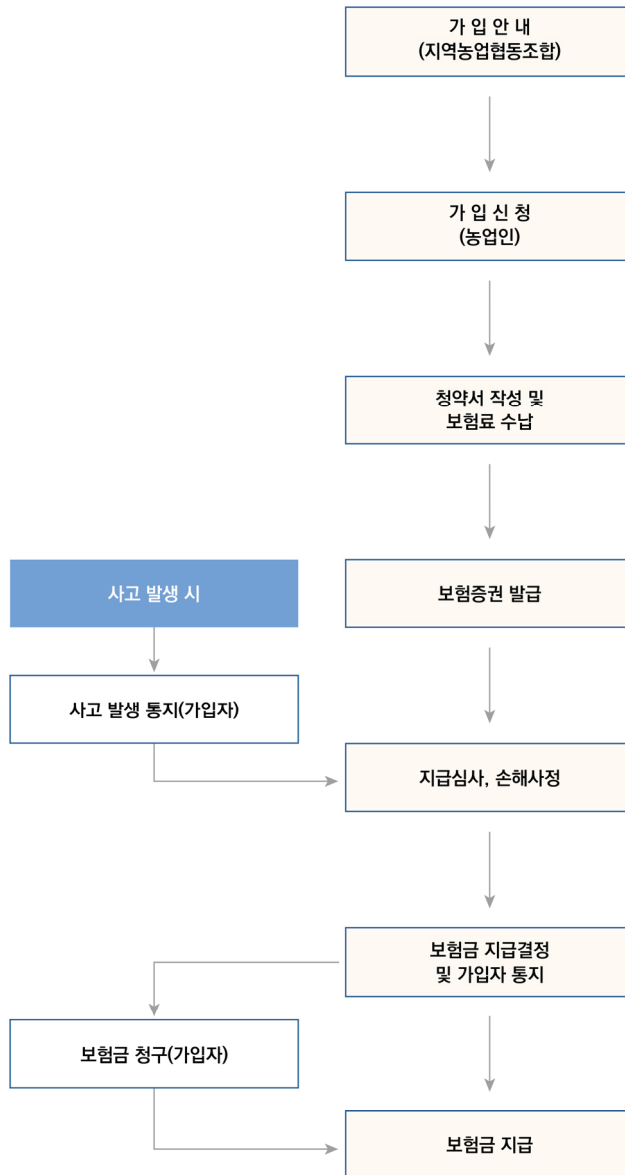 가 입 안 내
(지역농업협동조합)
가 입 신 청
(농업인)
청약서 작성 및
보험료 수납
사고 발생 시
보험증권 발급
사고 발생 통지(가입자)
지급심사, 손해사정
보험금 지급결정
및 가입자 통지
보험금 청구(가입자)
보험금 지급